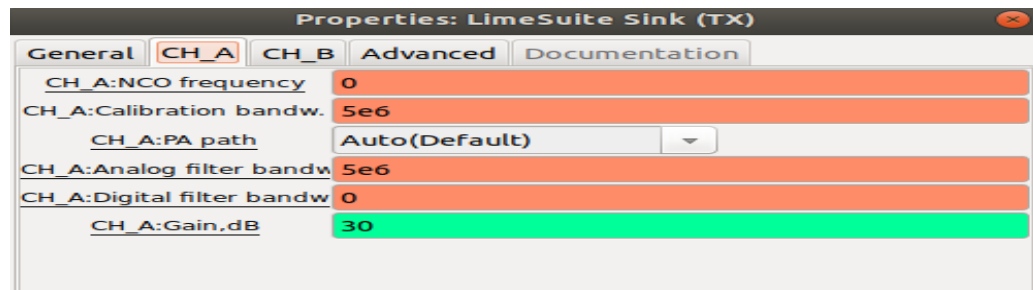 Properties: LimeSuite Sink (TX)
General CH_A CH_B Advanced Documentation
CH_A:NCO frequency 0
CH_A:Calibration bandw. 5e6
CH_A:PA path Auto(Default)
CH_A:Analog filter bandw 5e6
CH_A:Digital filter bandw 0
CH_A:Gain,dB 30